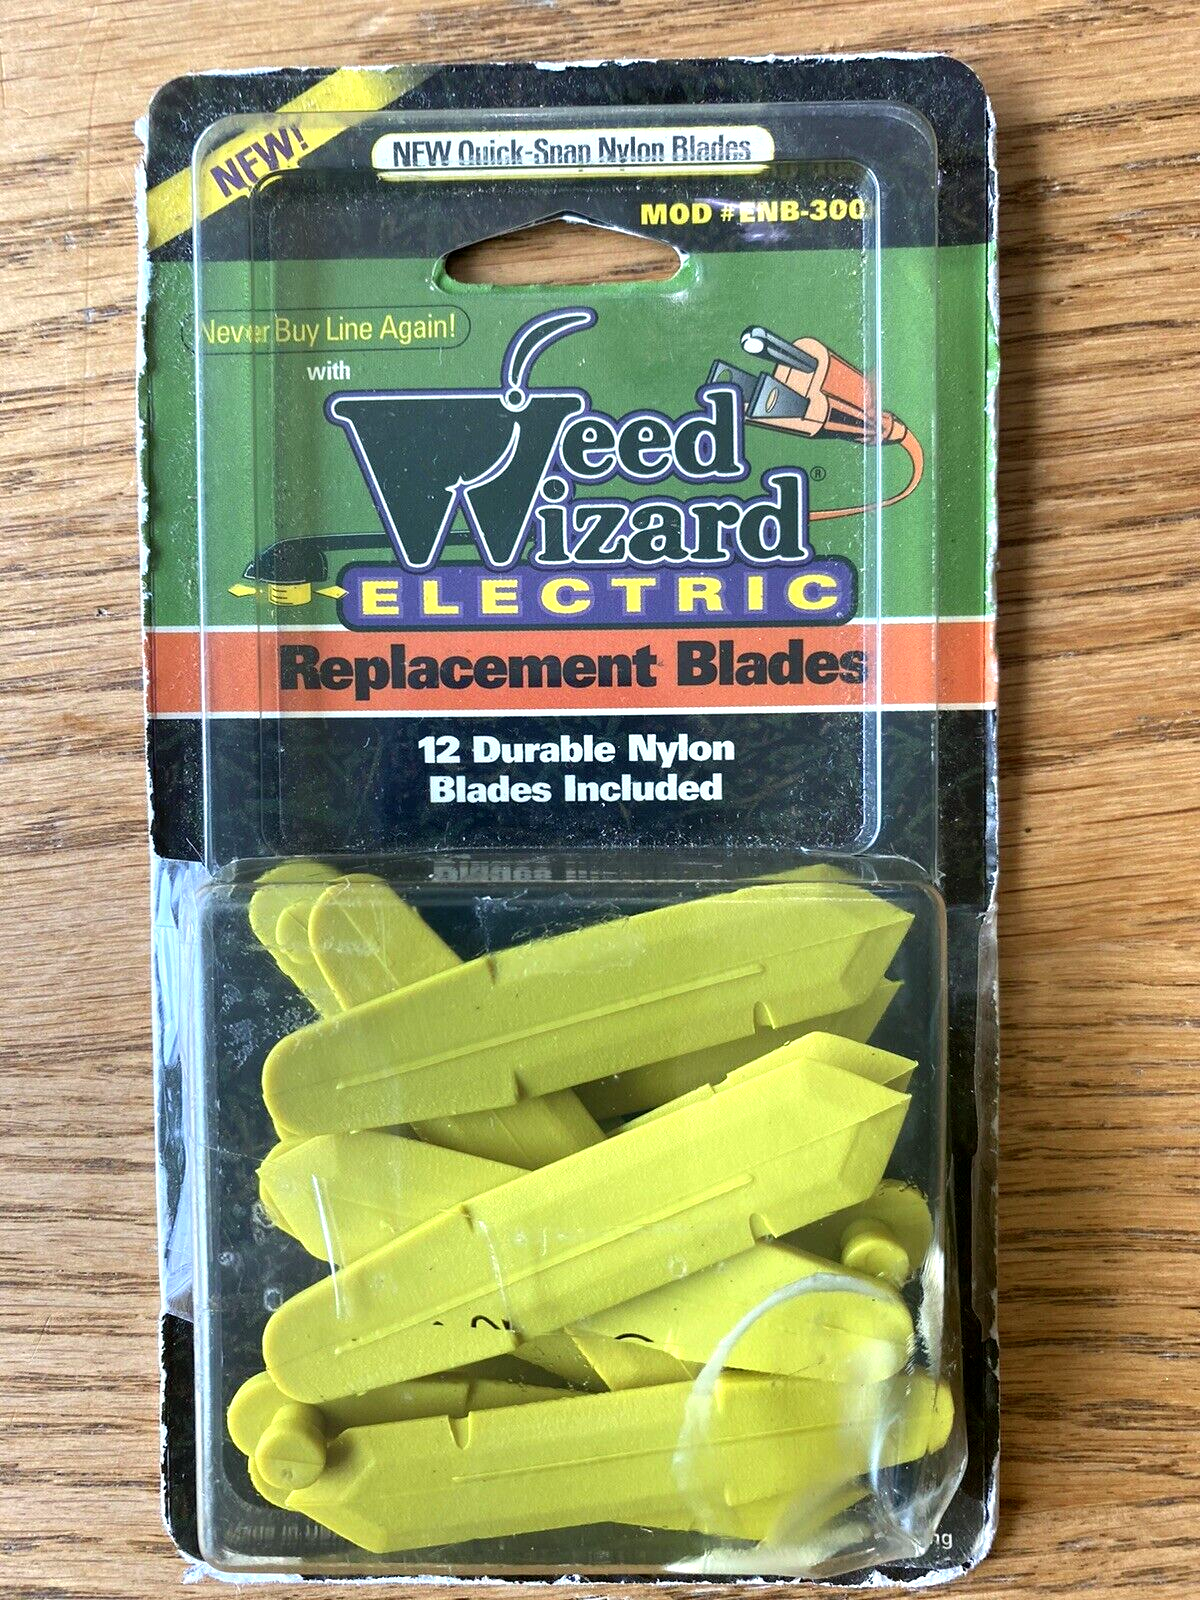 NEW!
NEW Quick-Snap Nylon Blades
MOD #ENB-300
Never Buy Line Again!
with
Weed
Wizard®
ELECTRIC
Replacement Blades
12 Durable Nylon
Blades Included